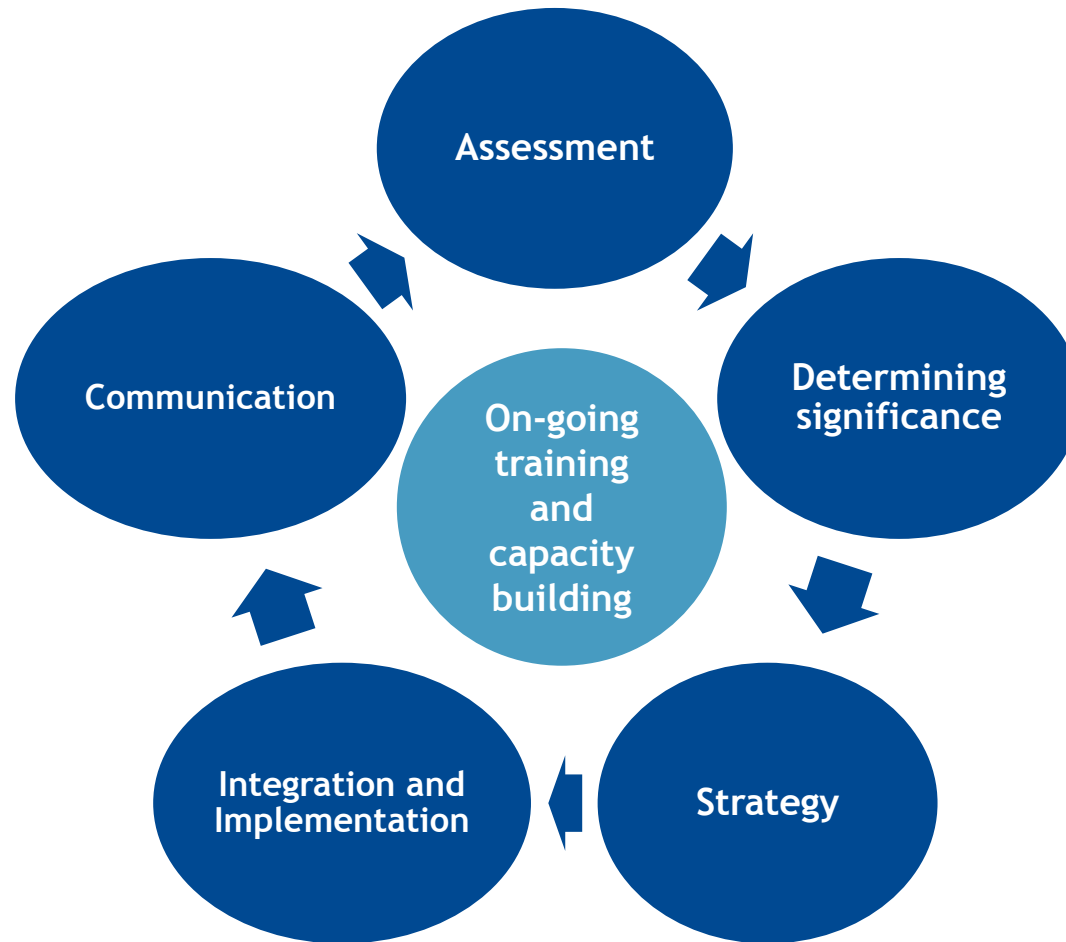 Assessment
Determining
significance
Strategy
Integration and
Implementation
Communication
On-going
training
and
capacity
building